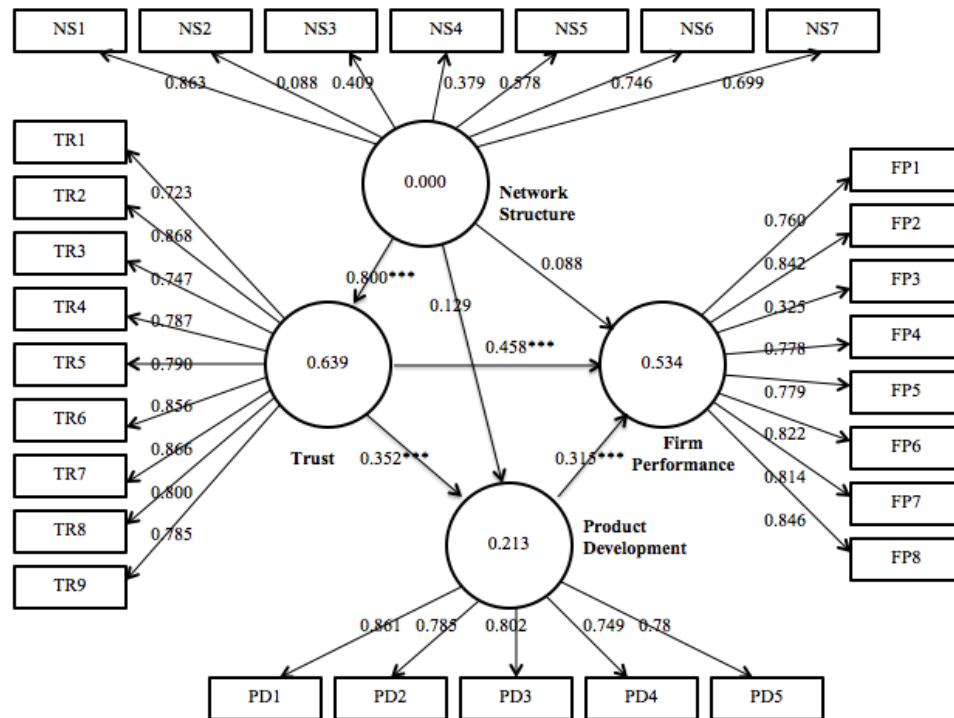 NS1 NS2 NS3 NS4 NS5 NS6 NS7
0.863 0.088 0.409 0.379 0.578 0.746 0.699
TR1
TR2
TR3
TR4
TR5
TR6
TR7
TR8
TR9
0.723
0.868
0.747
0.787
0.790
0.856
0.866
0.800
0.785
0.000
Network
Structure
0.800***
0.129
0.088
0.639
Trust
0.458***
0.352***
0.315***
0.534
Firm
Performance
0.213
Product
Development
0.760
0.842
0.325
0.778
0.779
0.822
0.814
0.846
FP1
FP2
FP3
FP4
FP5
FP6
FP7
FP8
0.861 0.785 0.802 0.749 0.78
PD1 PD2 PD3 PD4 PD5